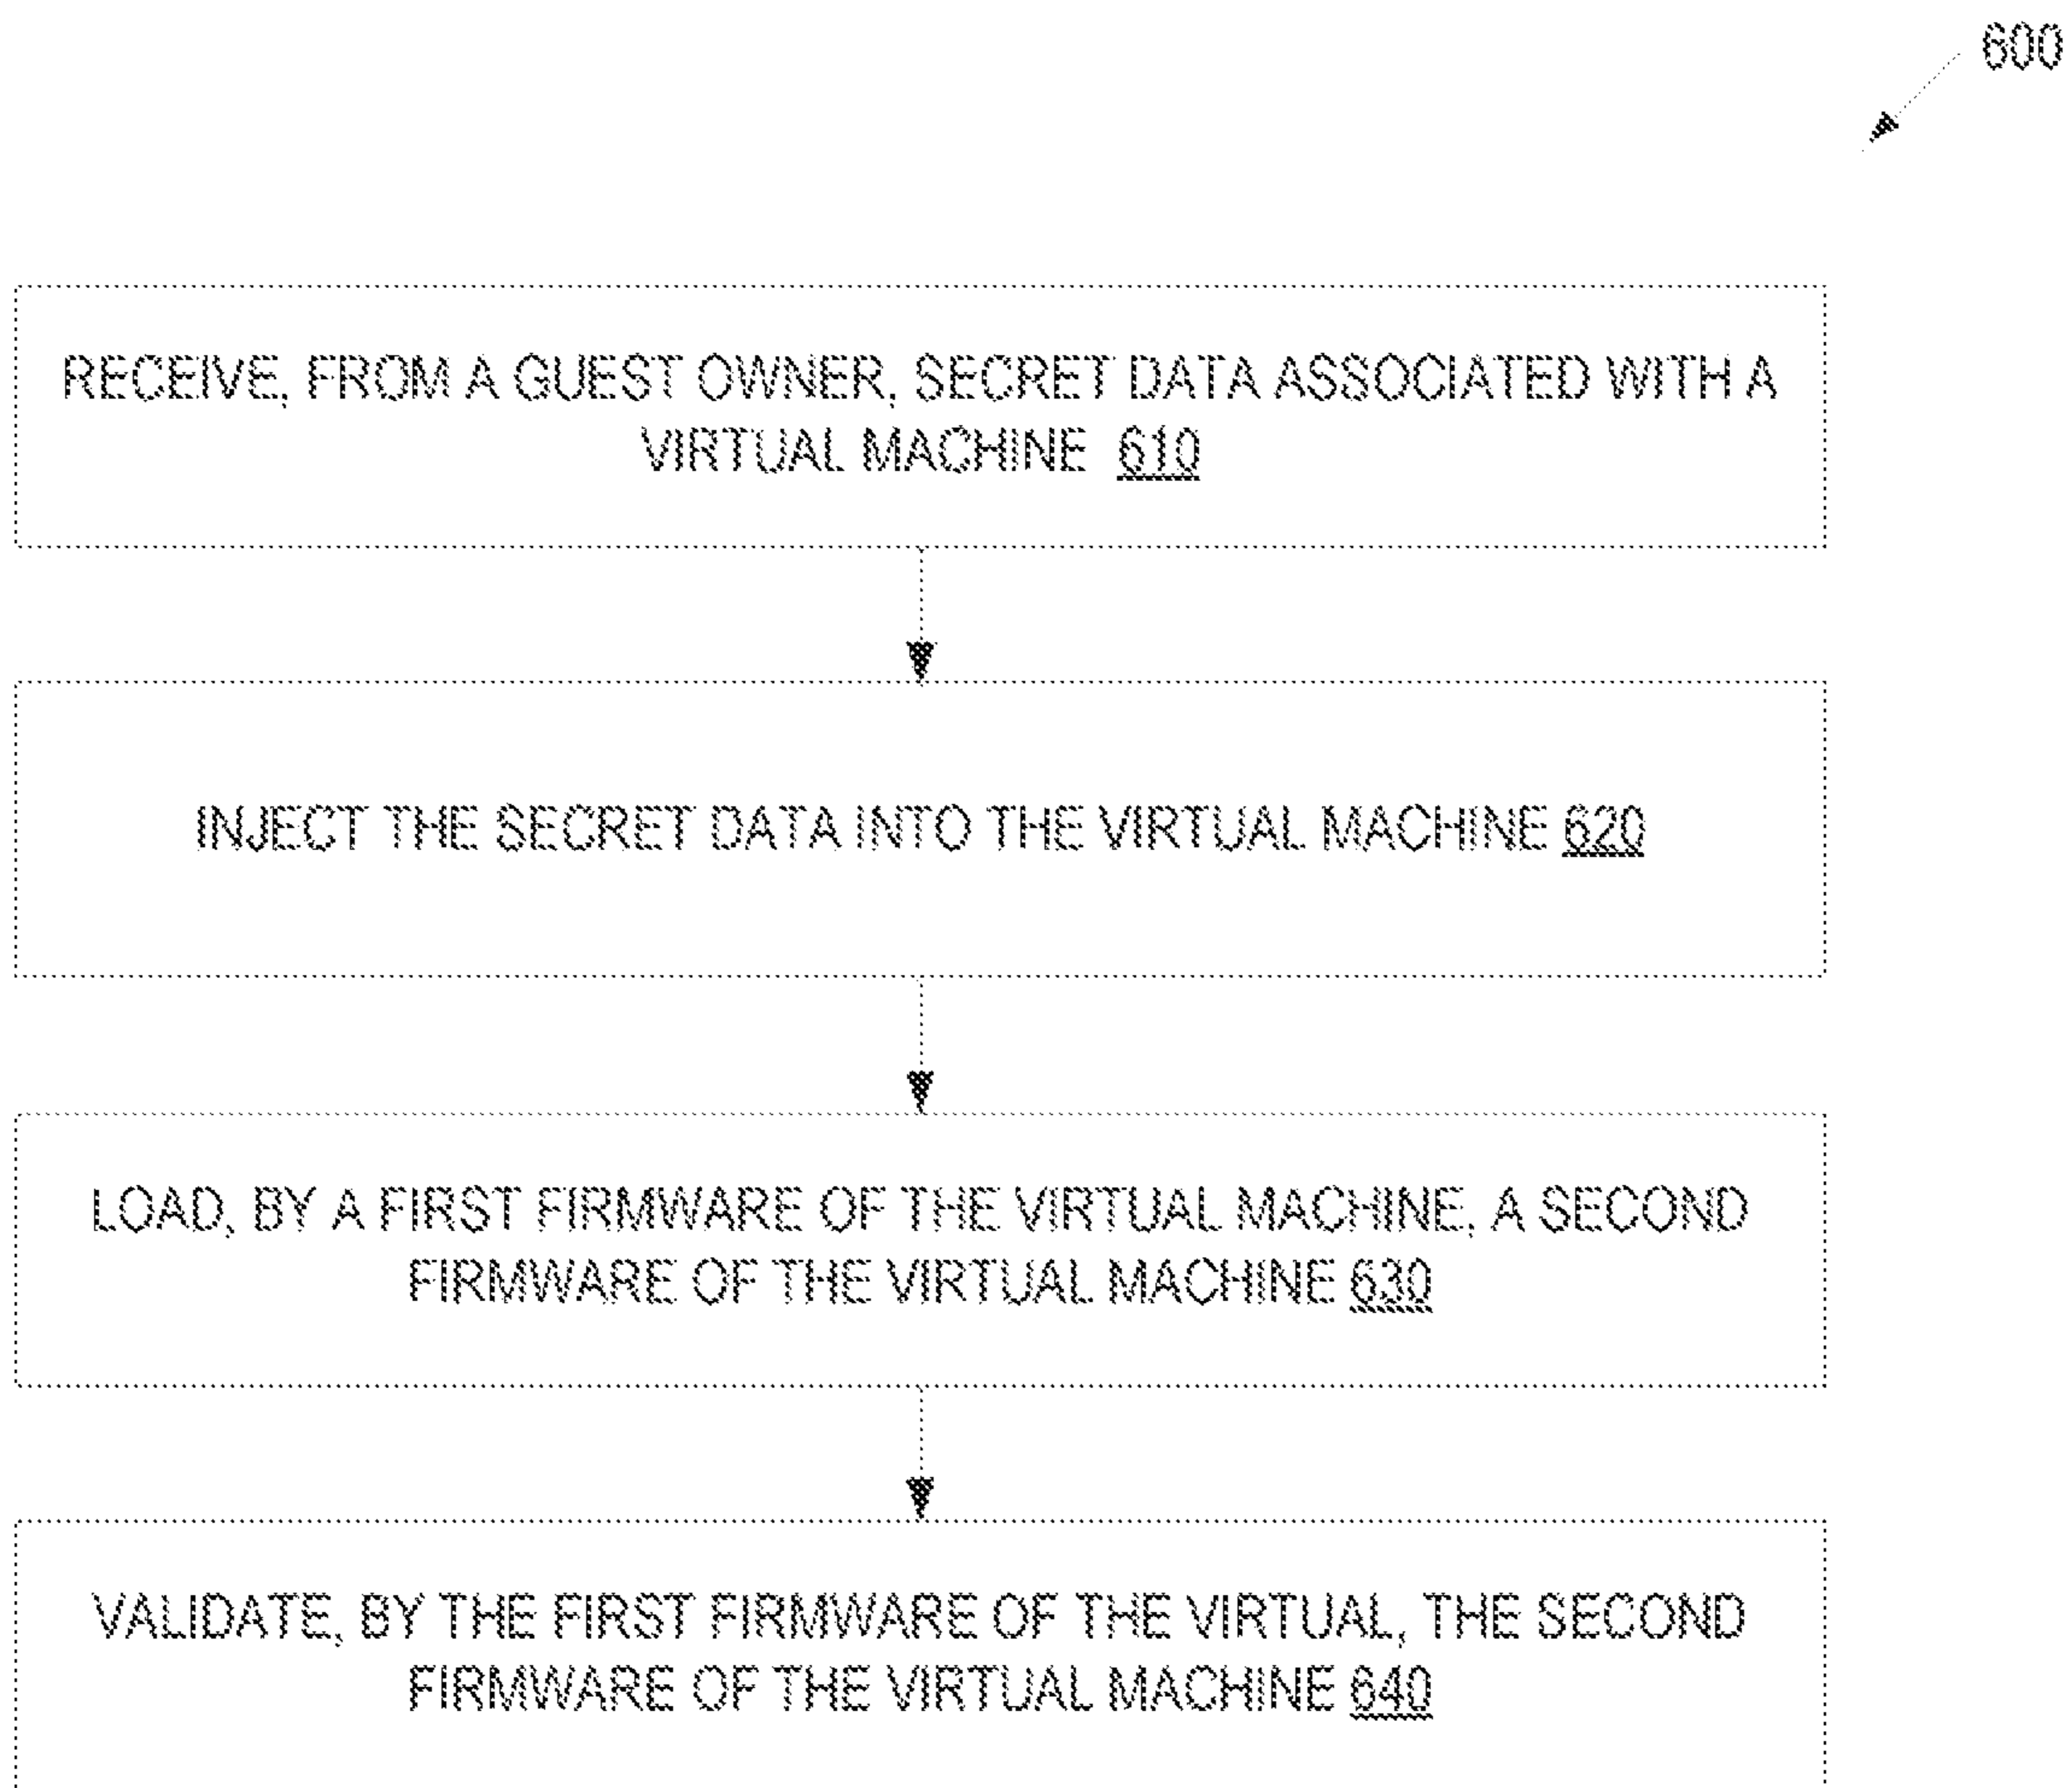 600
RECEIVE, FROM A GUEST OWNER, SECRET DATA ASSOCIATED WITH A
VIRTUAL MACHINE 610
INJECT THE SECRET DATA INTO THE VIRTUAL MACHINE 620
LOAD, BY A FIRST FIRMWARE OF THE VIRTUAL MACHINE, A SECOND
FIRMWARE OF THE VIRTUAL MACHINE 630
VALIDATE, BY THE FIRST FIRMWARE OF THE VIRTUAL, THE SECOND
FIRMWARE OF THE VIRTUAL MACHINE 640